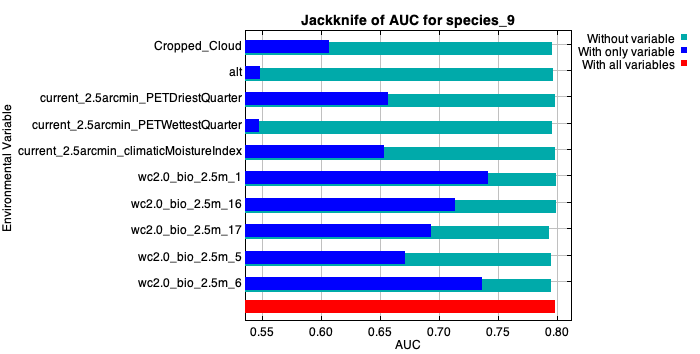 Jackknife of AUC for species_9
Without variable
With only variable
With all variables
Environmental Variable
Cropped_Cloud
alt
current_2.5arcmin_PETDriestQuarter
current_2.5arcmin_PETWettestQuarter
current_2.5arcmin_climaticMoistureIndex
wc2.0_bio_2.5m_1
wc2.0_bio_2.5m_16
wc2.0_bio_2.5m_17
wc2.0_bio_2.5m_5
wc2.0_bio_2.5m_6
0.55 0.60 0.65 0.70 0.75 0.80
AUC